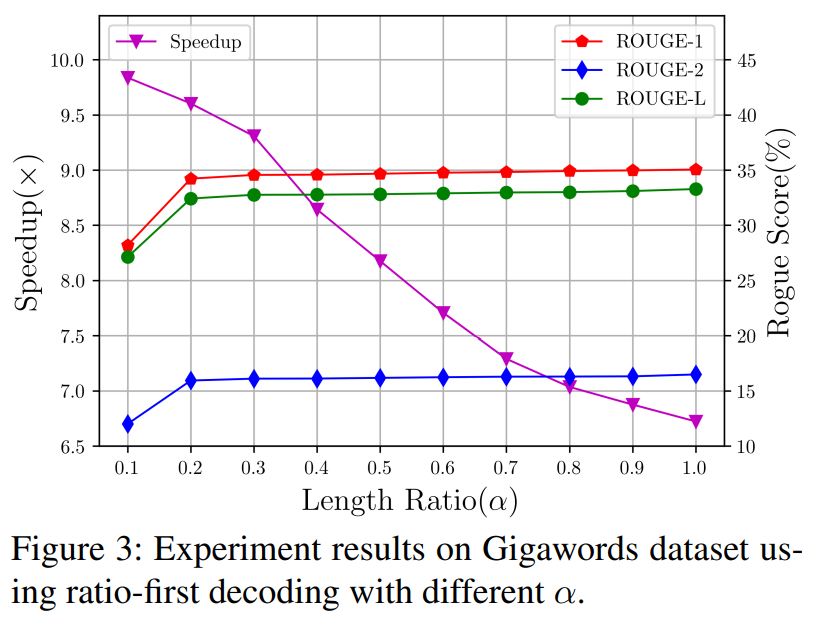 Speedup
ROUGE-1
ROUGE-2
ROUGE-L
Speedup(×)
10.0
9.5
9.0
8.5
8.0
7.5
7.0
6.5
45
40
35
30
25
20
15
10
Rogue Score(%)
0.1 0.2 0.3 0.4 0.5 0.6 0.7 0.8 0.9 1.0
Length Ratio(α)
Figure 3: Experiment results on Gigawords dataset us-
ing ratio-first decoding with different α.